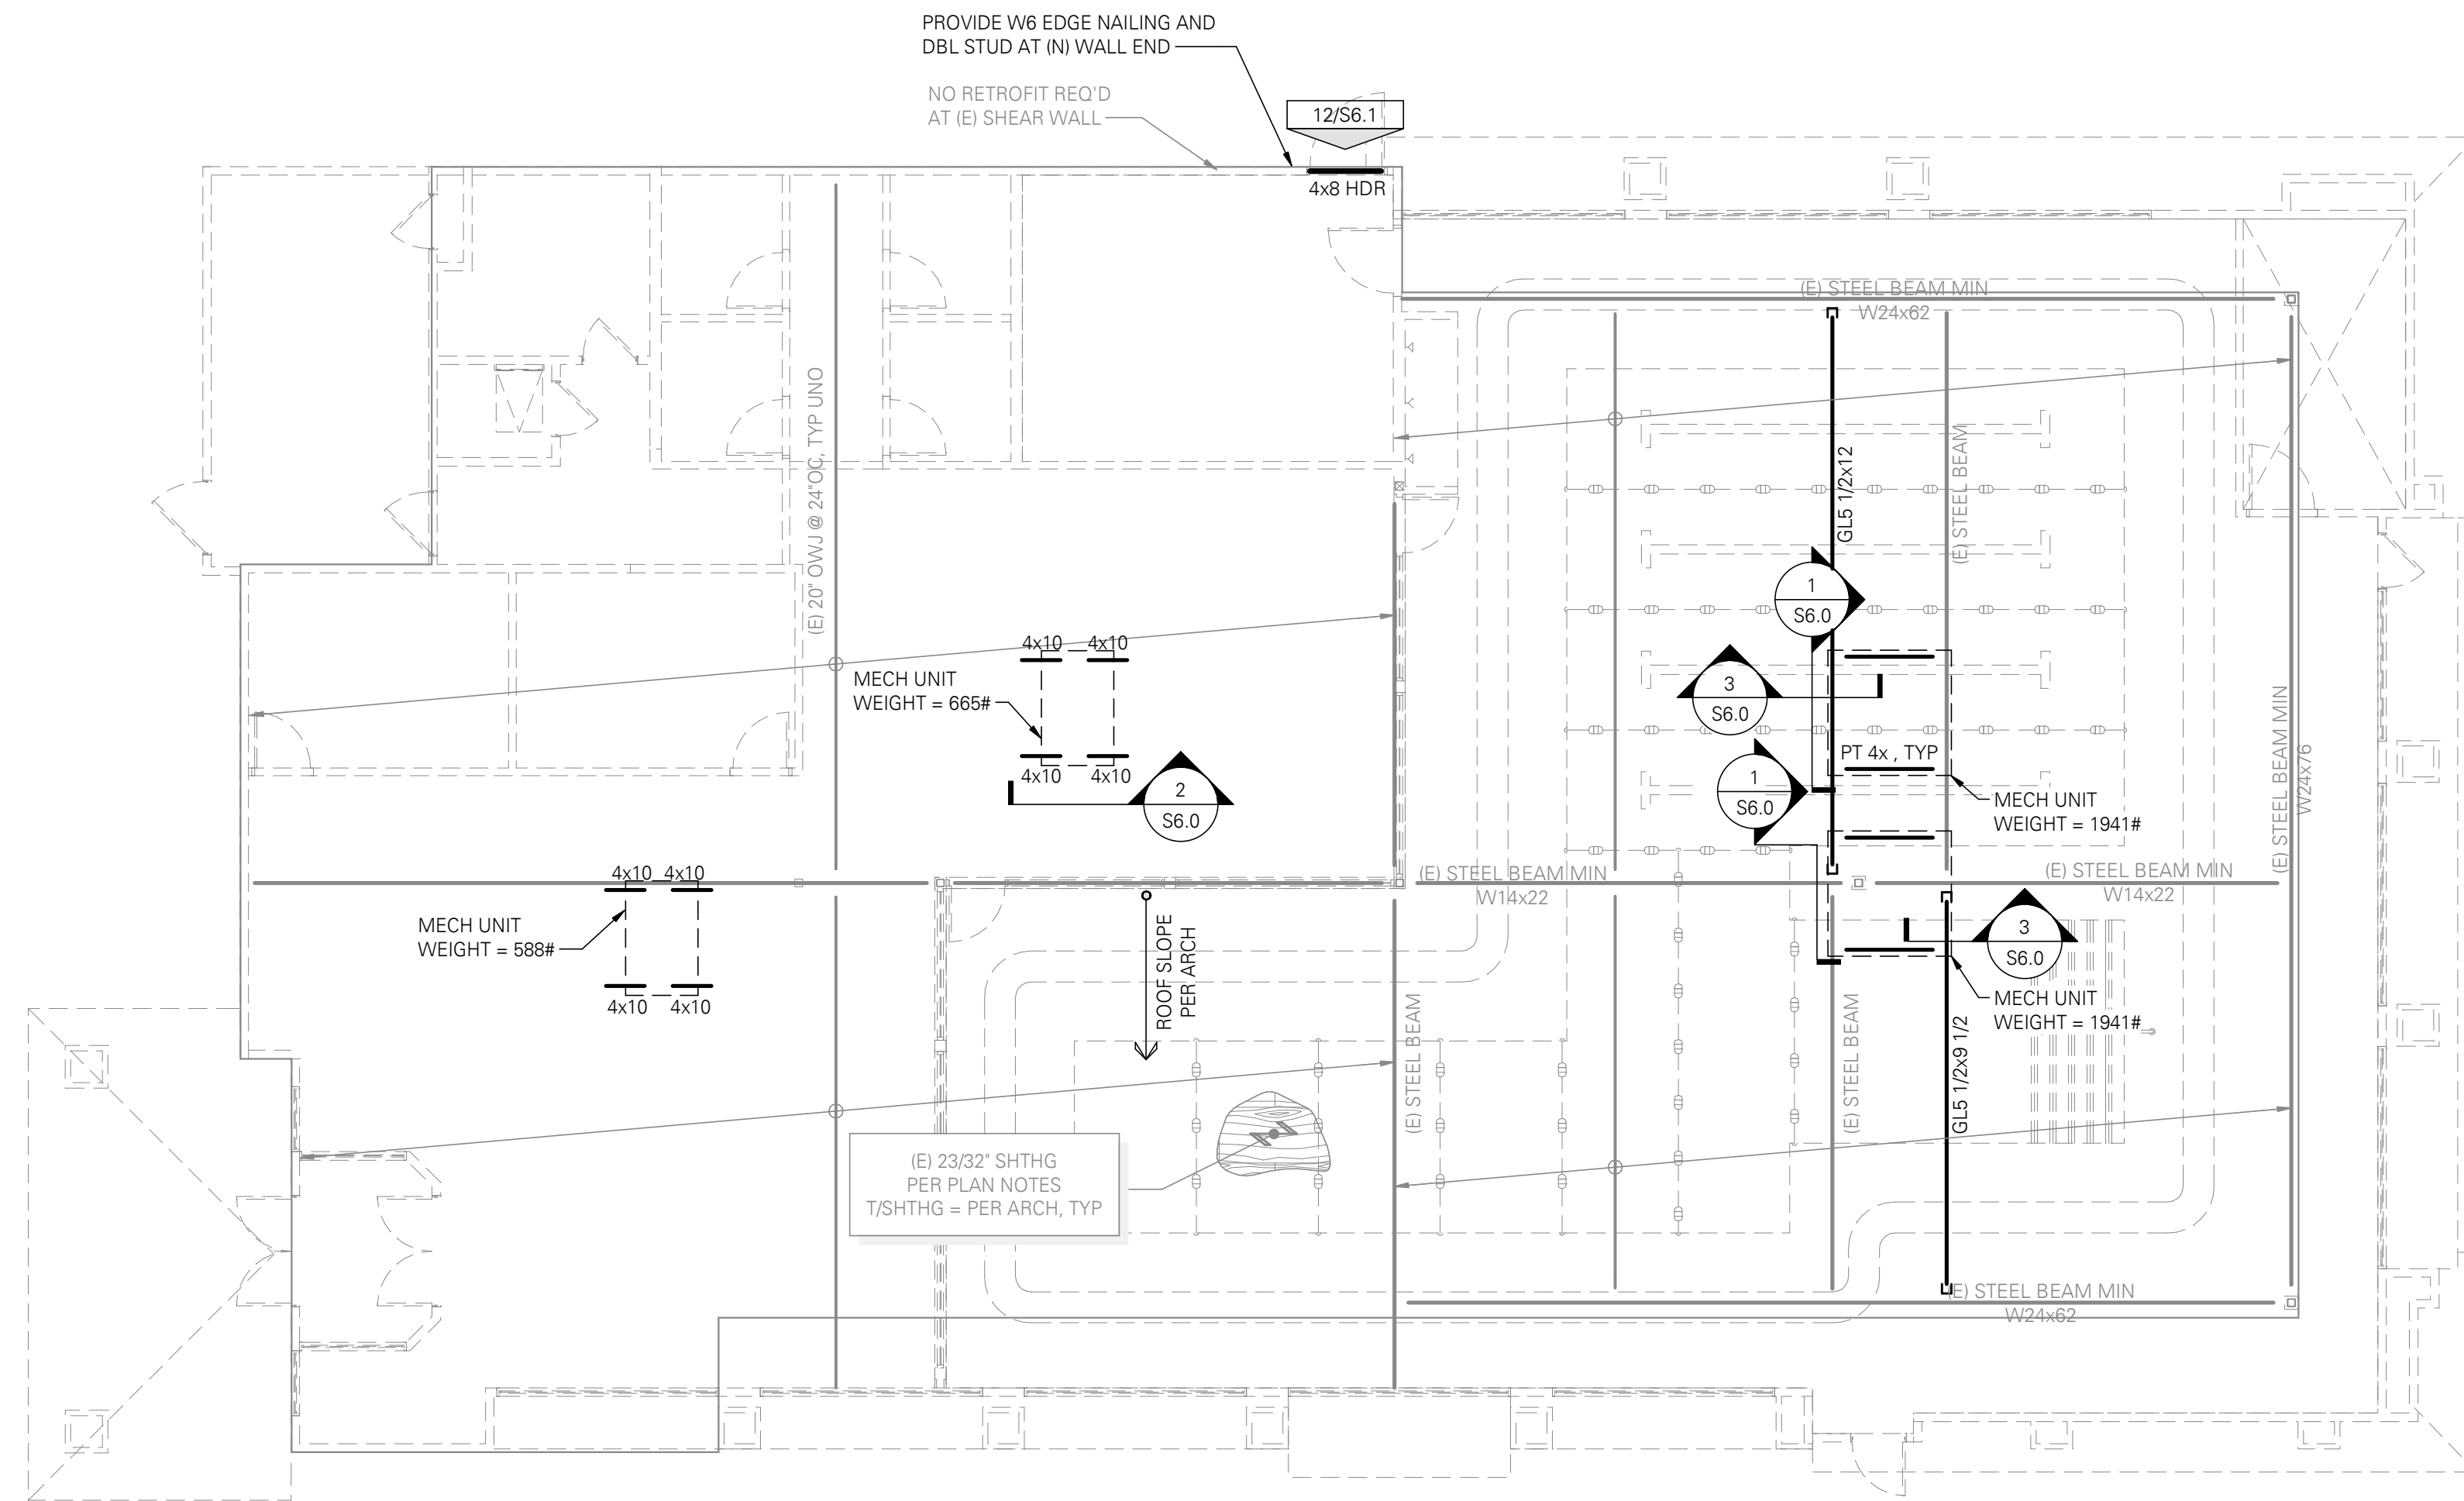 PROVIDE W6 EDGE NAILING AND
DBL STUD AT (N) WALL END
NO RETROFIT REQ'D
AT (E) SHEAR WALL
12/S6.1
4x8 HDR
(E) STEEL BEAM MIN
W24x62
(E) 20" OWJ @ 24"OC, TYP UNO
GL5 1/2x12
(E) STEEL BEAM
1
S6.0
4x10 4x10
MECH UNIT
WEIGHT = 665#
4x10 4x10
2
S6.0
3
S6.0
PT 4x , TYP
1
S6.0
MECH UNIT
WEIGHT = 1941#
(E) STEEL BEAM MIN
W24x76
4x10 4x10
MECH UNIT
WEIGHT = 588#
4x10 4x10
(E) STEEL BEAM MIN
W14x22
(E) STEEL BEAM MIN
W14x22
ROOF SLOPE
PER ARCH
3
S6.0
MECH UNIT
WEIGHT = 1941#
(E) STEEL BEAM
(E) STEEL BEAM
GL5 1/2x9 1/2
(E) 23/32" SHTHG
PER PLAN NOTES
T/SHTHG = PER ARCH, TYP
(E) STEEL BEAM MIN
W24x62